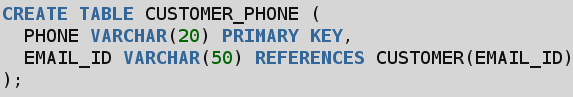 CREATE TABLE CUSTOMER_PHONE (
  PHONE VARCHAR(20) PRIMARY KEY,
  EMAIL_ID VARCHAR(50) REFERENCES CUSTOMER(EMAIL_ID)
);